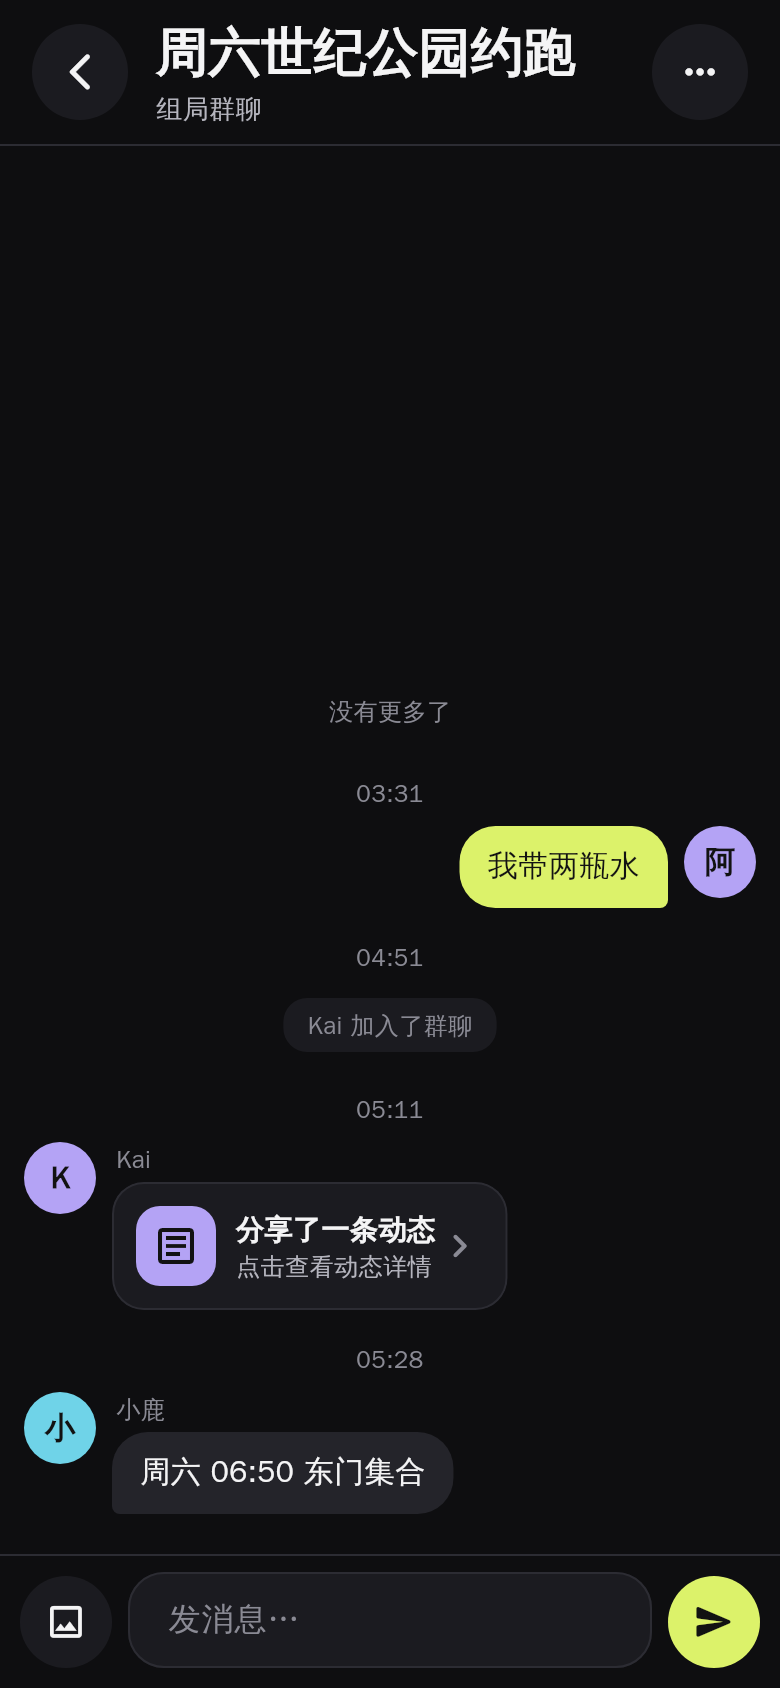 周六世纪公园约跑
组局群聊
没有更多了
03:31
我带两瓶水
阿
04:51
Kai 加入了群聊
05:11
K
Kai
分享了一条动态
点击查看动态详情
05:28
小
小鹿
周六 06:50 东门集合
发消息…